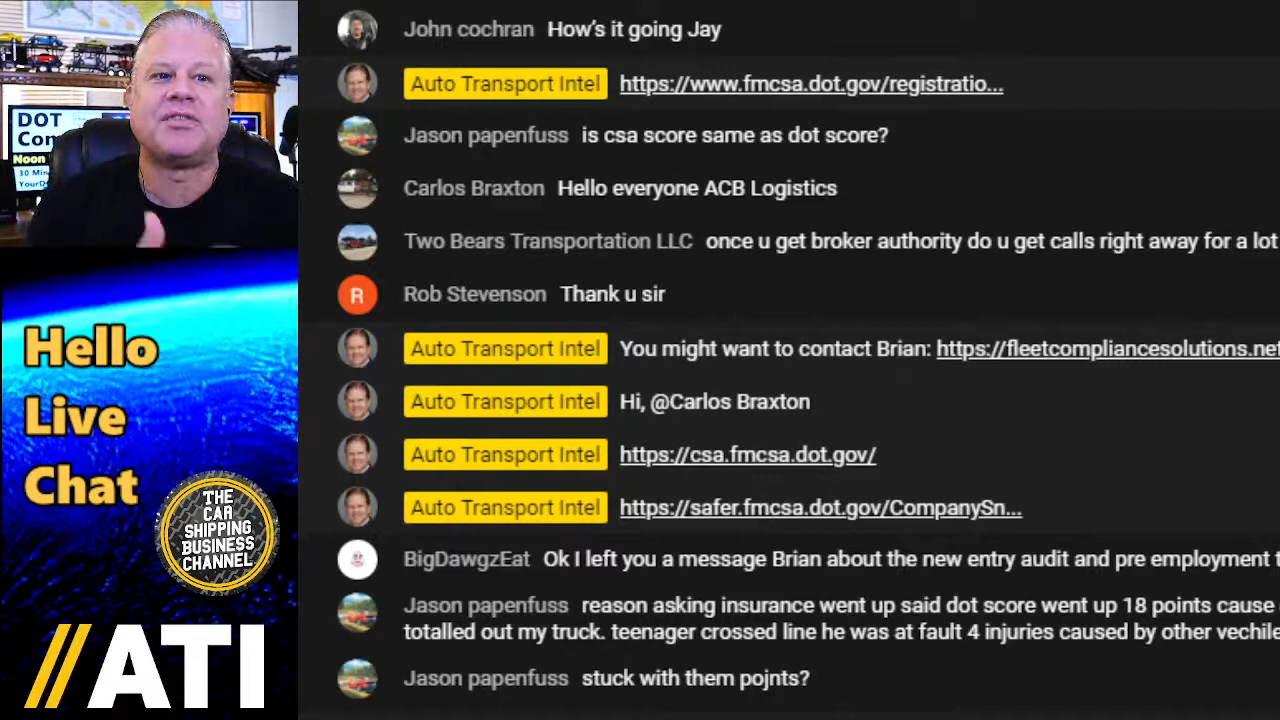 DOT
Com
Noon
30 Min
YourD
Hello
Live
Chat
THE
CAR
SHIPPING
BUSINESS
CHANNEL
//ATI
John cochran How's it going Jay
Auto Transport Intel https://www.fmcsa.dot.gov/registratio...
Jason papenfuss is csa score same as dot score?
Carlos Braxton Hello everyone ACB Logistics
Two Bears Transportation LLC once u get broker authority do u get calls right away for a lot
R Rob Stevenson Thank u sir
Auto Transport Intel You might want to contact Brian: https://fleetcompliancesolutions.net
Auto Transport Intel Hi, @Carlos Braxton
Auto Transport Intel https://csa.fmcsa.dot.gov/
Auto Transport Intel https://safer.fmcsa.dot.gov/CompanySn...
BigDawgzEat Ok I left you a message Brian about the new entry audit and pre employment t
Jason papenfuss reason asking insurance went up said dot score went up 18 points cause
totalled out my truck. teenager crossed line he was at fault 4 injuries caused by other vechile
Jason papenfuss stuck with them pojnts?